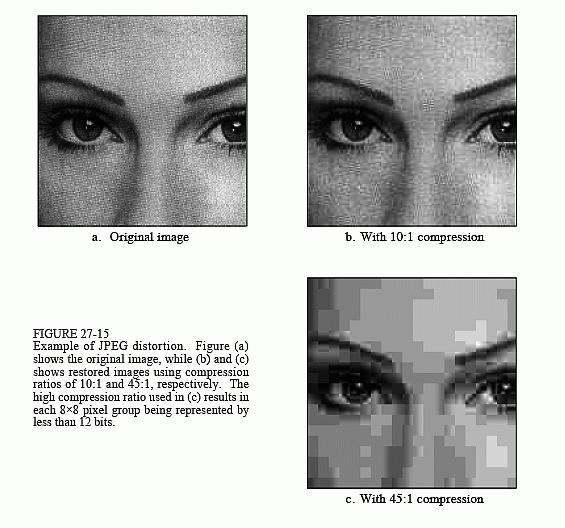 a. Original image
b. With 10:1 compression
FIGURE 27-15
Example of JPEG distortion. Figure (a)
shows the original image, while (b) and (c)
shows restored images using compression
ratios of 10:1 and 45:1, respectively. The
high compression ratio used in (c) results in
each 8×8 pixel group being represented by
less than 12 bits.
c. With 45:1 compression